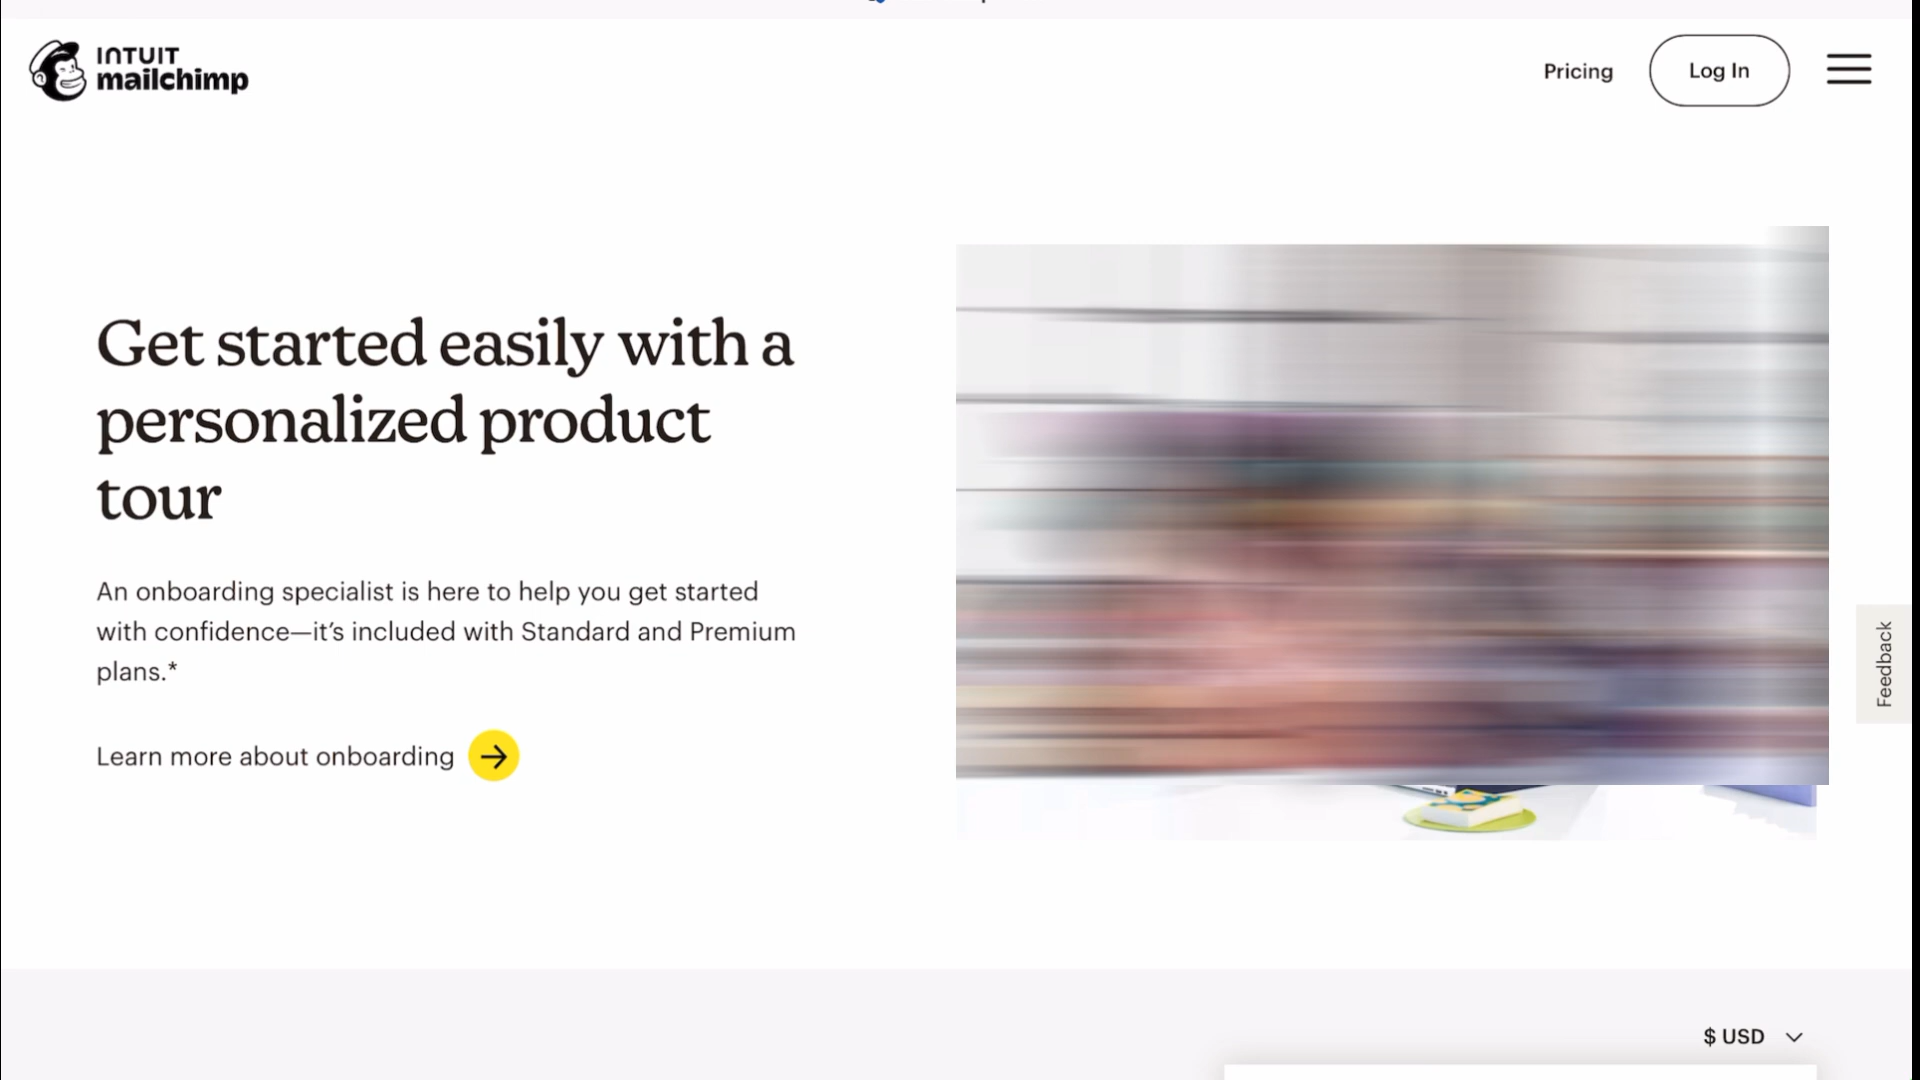 INTUIT
mailchimp
Pricing
Log In
Get started easily with a
personalized product
tour
An onboarding specialist is here to help you get started
with confidence—it’s included with Standard and Premium
plans.*
Learn more about onboarding
Feedback
$ USD